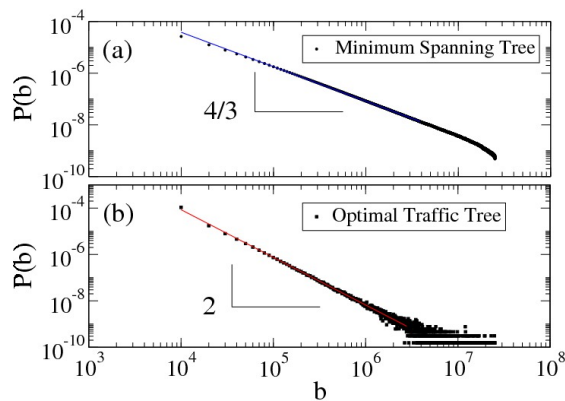 10^-4
(a)
Minimum Spanning Tree
10^-6
P(b)
4/3
10^-8
10^-10
10^-4
(b)
Optimal Traffic Tree
10^-6
P(b)
2
10^-8
10^-10
10^3 10^4 10^5 10^6 10^7 10^8
b